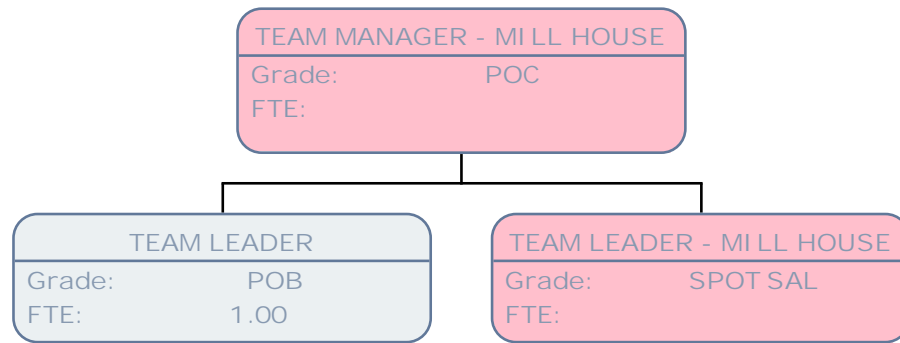 TEAM MANAGER - MILL HOUSE
Grade: POC
FTE:
TEAM LEADER
Grade: POB
FTE: 1.00
TEAM LEADER - MILL HOUSE
Grade: SPOT SAL
FTE: